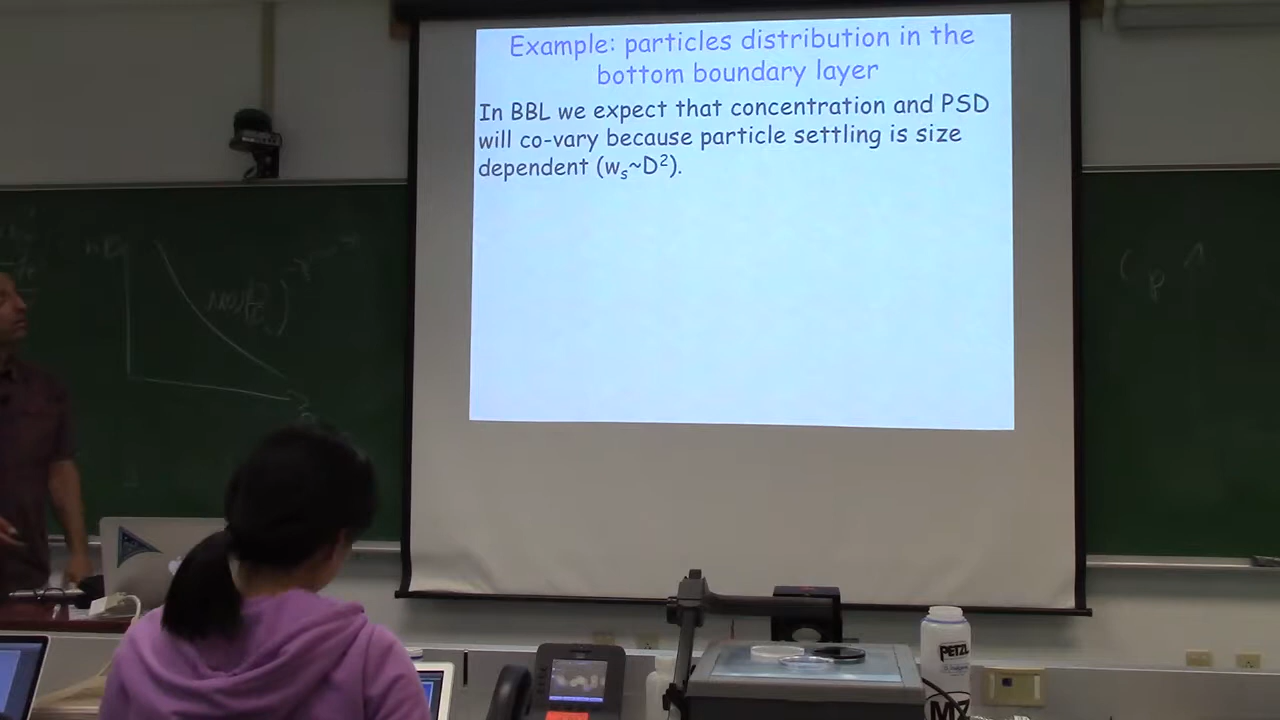 Example: particles distribution in the
bottom boundary layer
In BBL we expect that concentration and PSD
will co-vary because particle settling is size
dependent (wₛ~D²).
PETZL